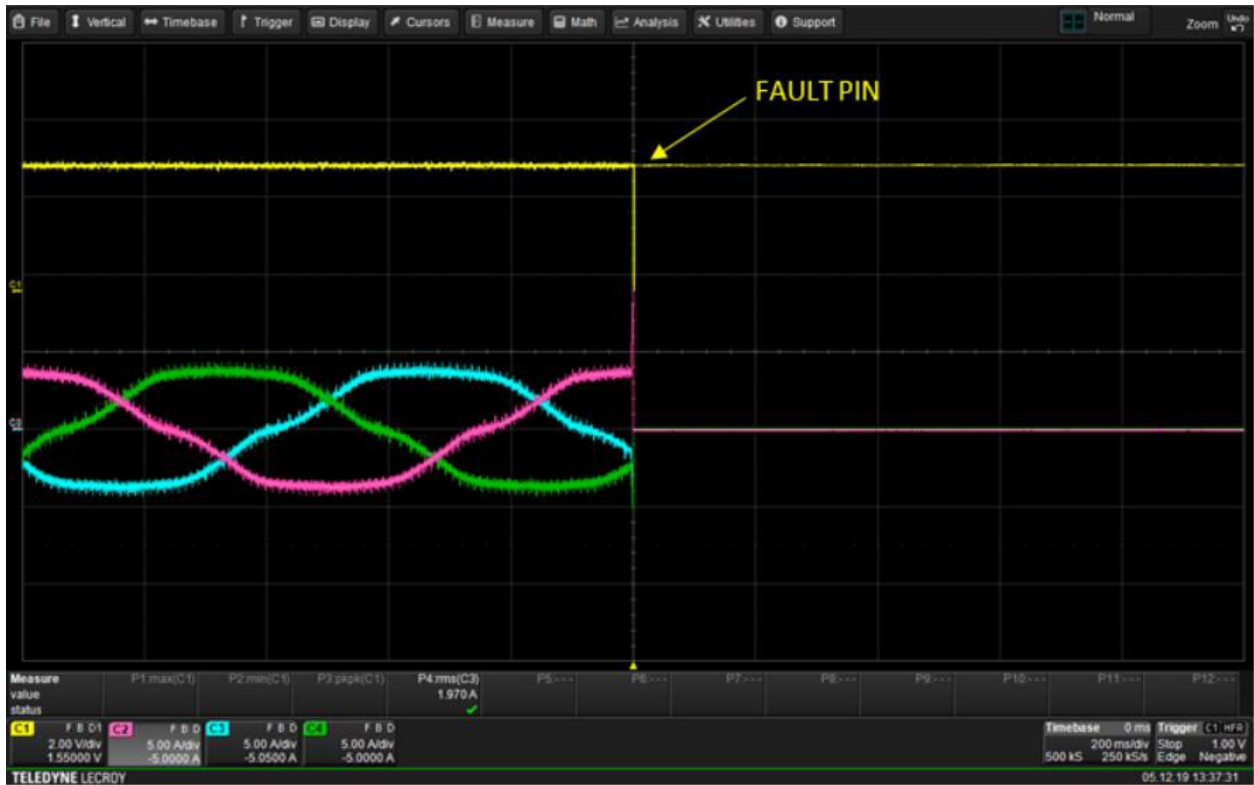 File Vertical Timebase Trigger Display Cursors Measure Math Analysis Utilities Support Normal Zoom Undo
FAULT PIN
C1
C3
Measure P1:max(C1) P2:min(C1) P3:pkpk(C1) P4:rms(C3) P5:--- P6:--- P7:--- P8:--- P9:--- P10:--- P11:--- P12:---
value 1.970 A
status
C1 F B D1 C2 F B D C3 F B D C4 F B D Timebase 0 ms Trigger C1 HFR
2.00 V/div 5.00 A/div 5.00 A/div 5.00 A/div 200 ms/div Stop 1.00 V
1.55000 V -5.0000 A -5.0500 A -5.0000 A 500 kS 250 kS/s Edge Negative
TELEDYNE LECROY 05.12.19 13:37:31